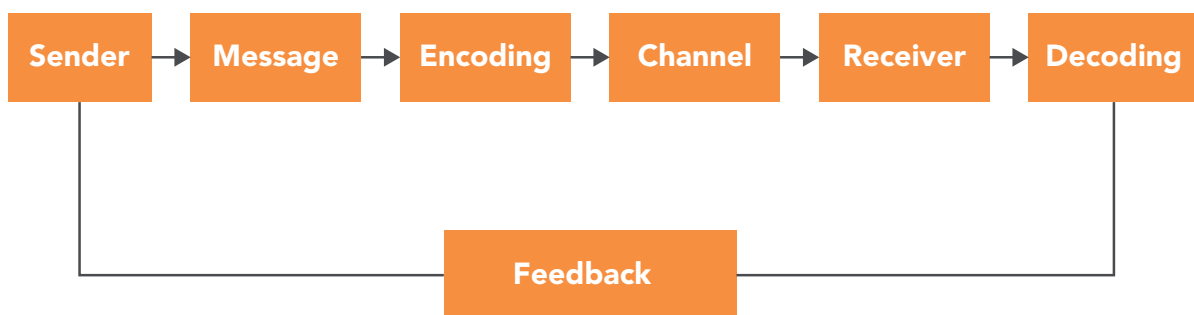 Sender
Message
Encoding
Channel
Receiver
Decoding
Feedback